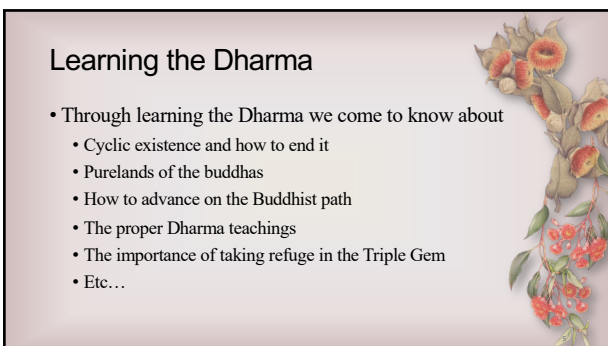 Learning the Dharma
• Through learning the Dharma we come to know about
• Cyclic existence and how to end it
• Purelands of the buddhas
• How to advance on the Buddhist path
• The proper Dharma teachings
• The importance of taking refuge in the Triple Gem
• Etc…